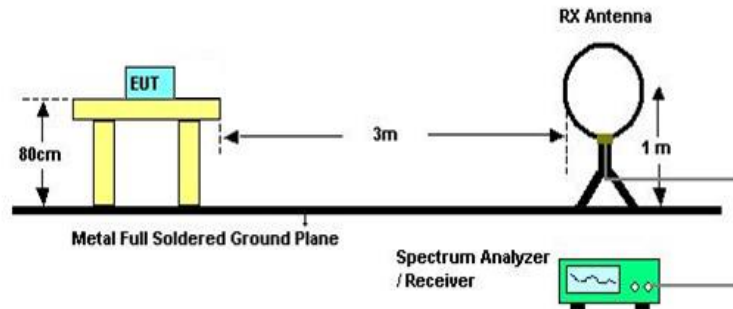 RX Antenna
EUT
80cm
3m
1 m
Metal Full Soldered Ground Plane
Spectrum Analyzer
/ Receiver